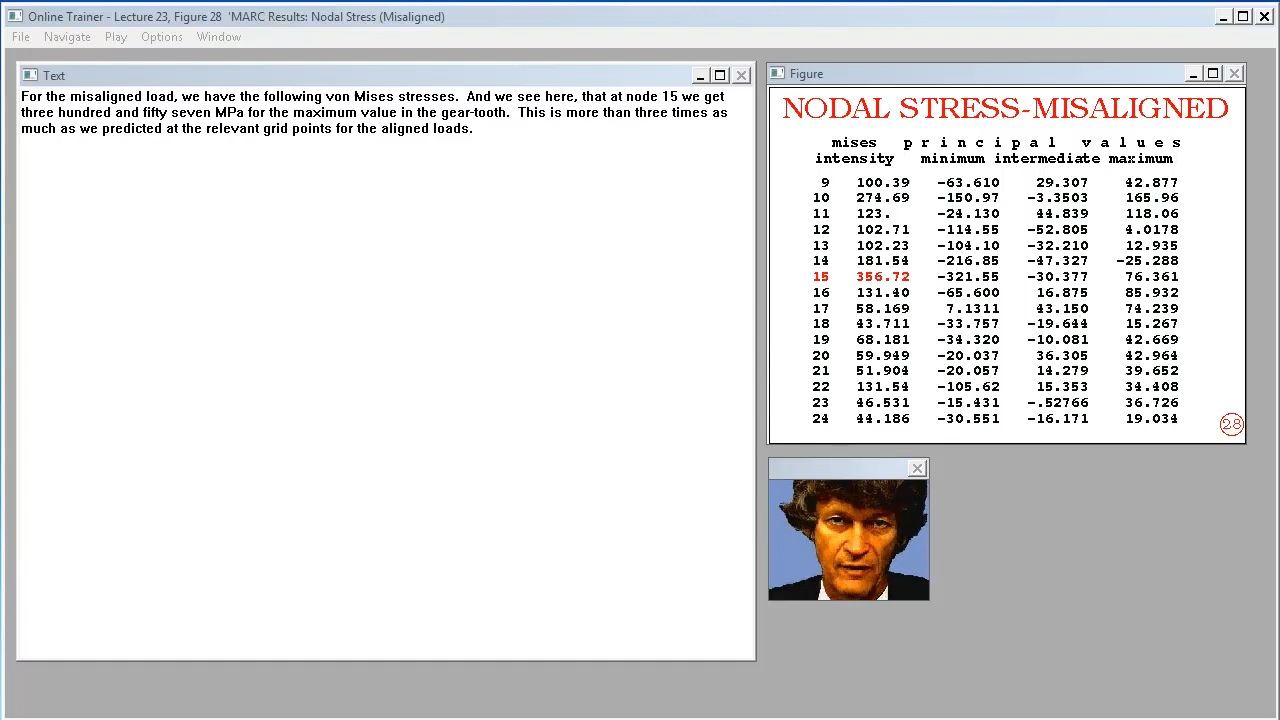 Online Trainer - Lecture 23, Figure 28 'MARC Results: Nodal Stress (Misaligned)
File Navigate Play Options Window
Text
For the misaligned load, we have the following von Mises stresses. And we see here, that at node 15 we get
three hundred and fifty seven MPa for the maximum value in the gear-tooth. This is more than three times as
much as we predicted at the relevant grid points for the aligned loads.
Figure
NODAL STRESS-MISALIGNED
mises p r i n c i p a l v a l u e s
intensity minimum intermediate maximum
9 100.39 -63.610 29.307 42.877
10 274.69 -150.97 -3.3503 165.96
11 123. -24.130 44.839 118.06
12 102.71 -114.55 -52.805 4.0178
13 102.23 -104.10 -32.210 12.935
14 181.54 -216.85 -47.327 -25.288
15 356.72 -321.55 -30.377 76.361
16 131.40 -65.600 16.875 85.932
17 58.169 7.1311 43.150 74.239
18 43.711 -33.757 -19.644 15.267
19 68.181 -34.320 -10.081 42.669
20 59.949 -20.037 36.305 42.964
21 51.904 -20.057 14.279 39.652
22 131.54 -105.62 15.353 34.408
23 46.531 -15.431 -.52766 36.726
24 44.186 -30.551 -16.171 19.034
28